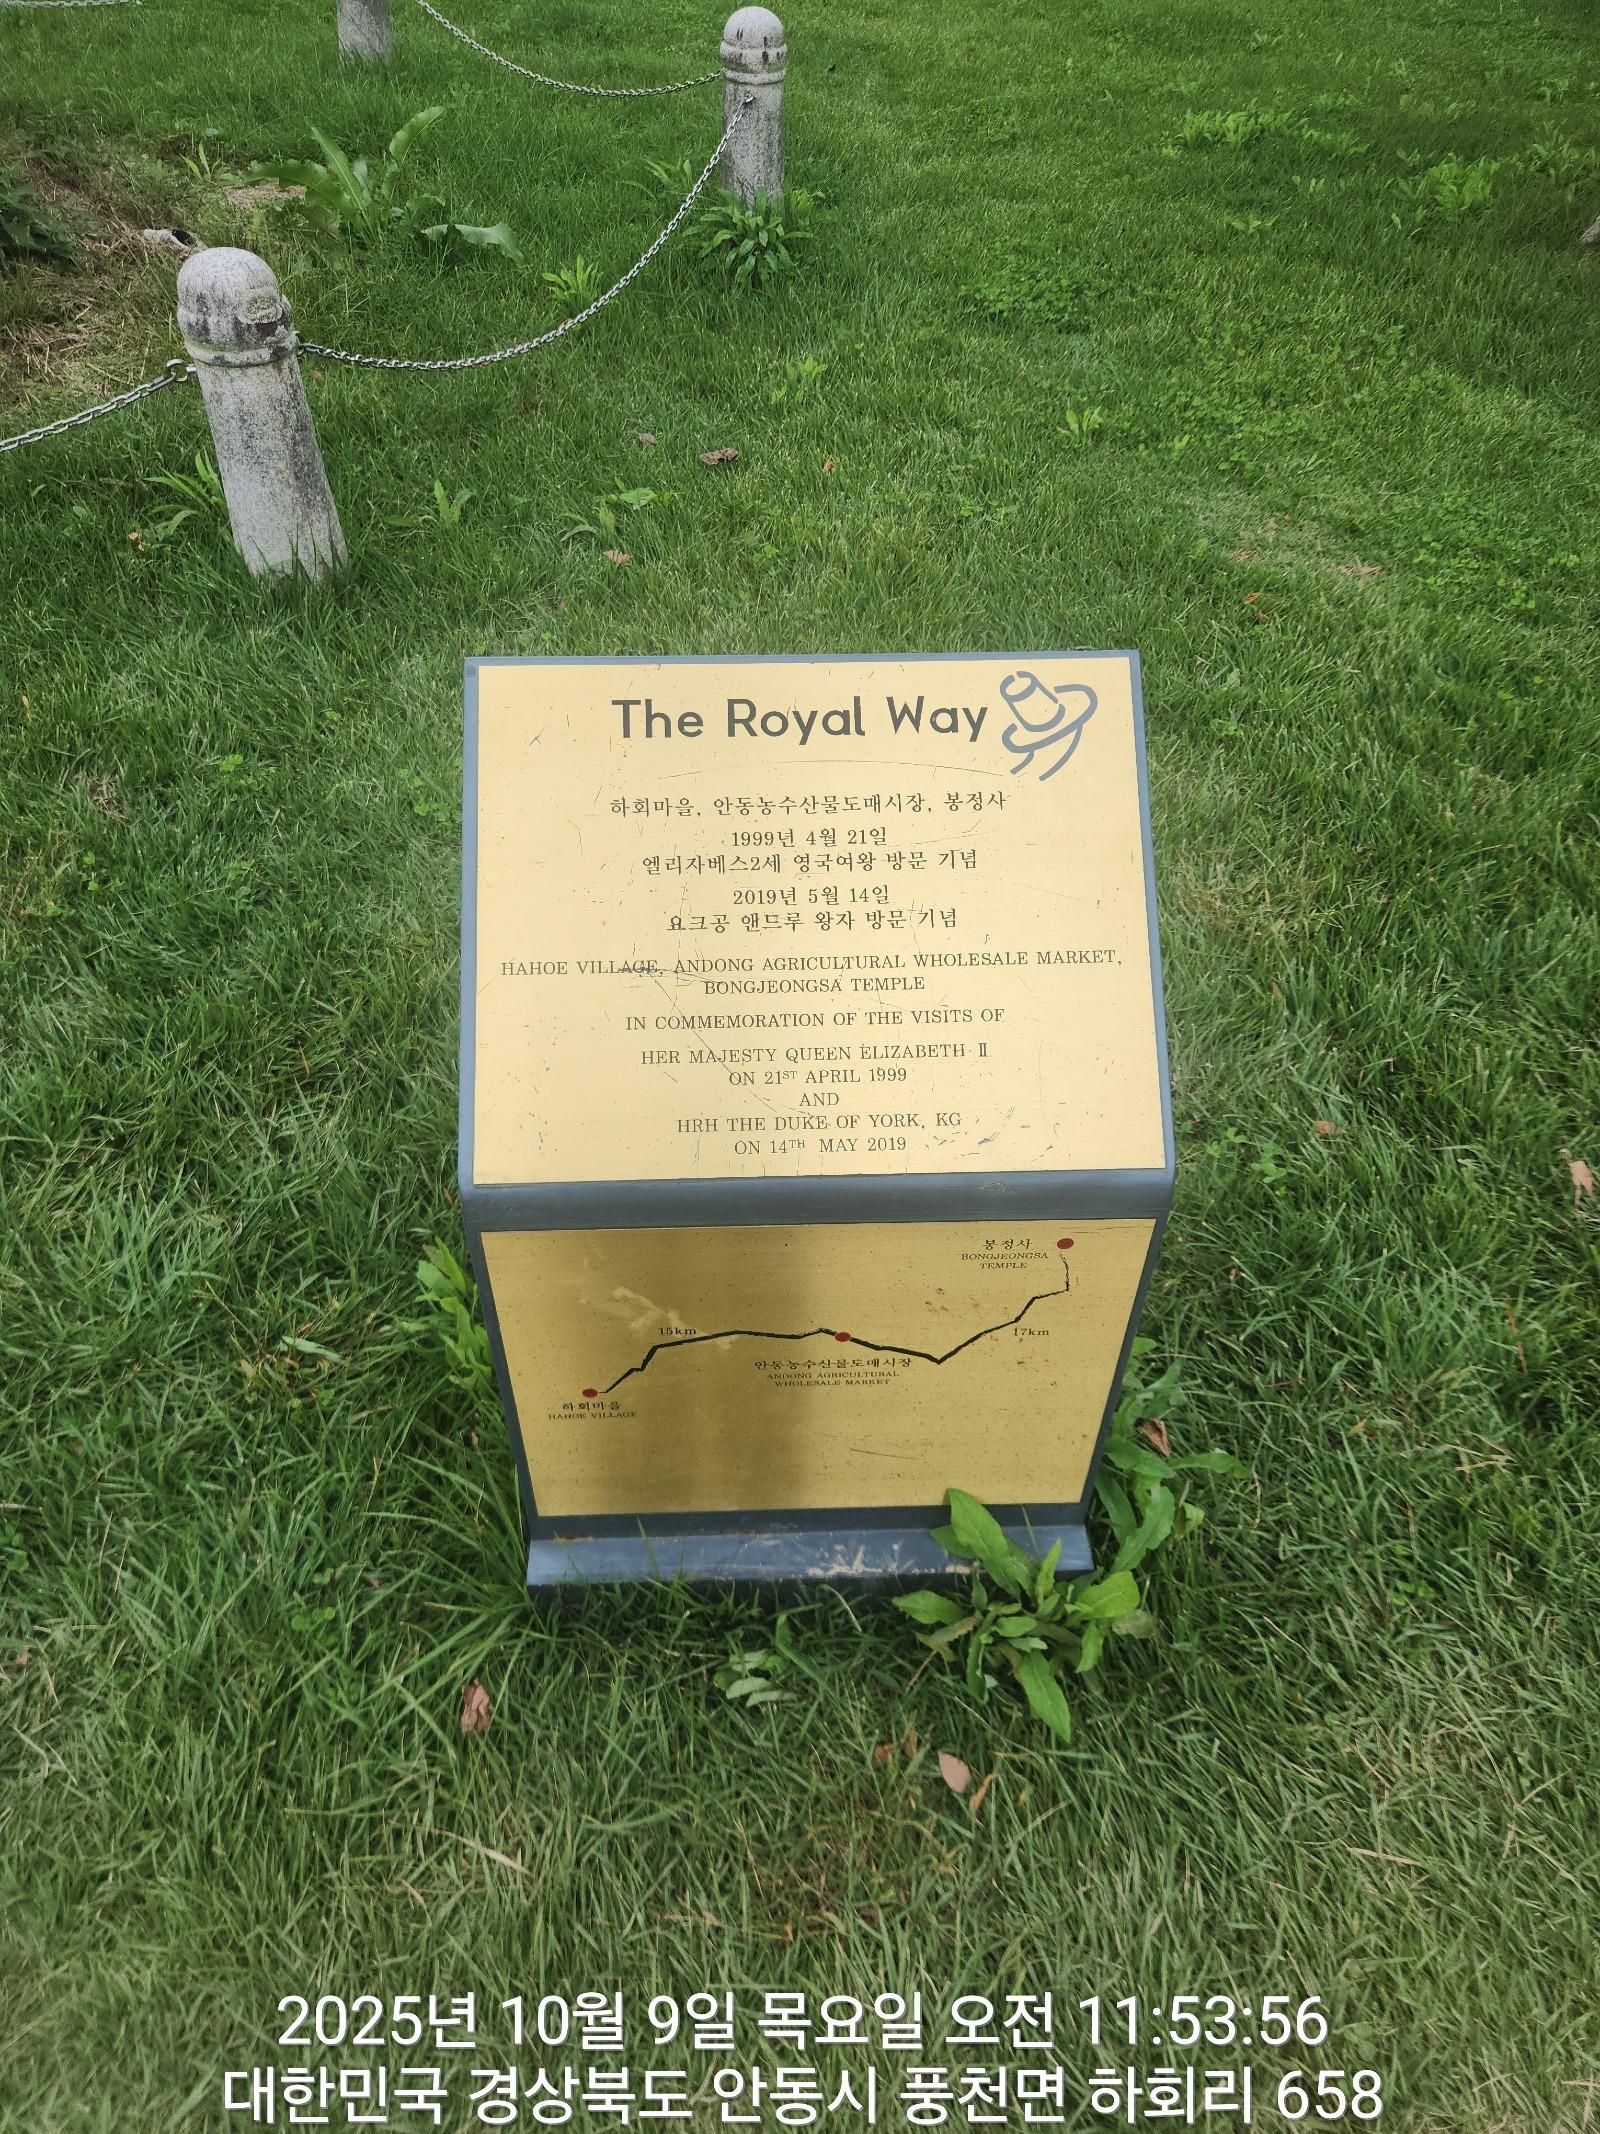 The Royal Way
하회마을, 안동농수산물도매시장, 봉정사
1999년 4월 21일
엘리자베스2세 영국여왕 방문 기념
2019년 5월 14일
요크공 앤드루 왕자 방문 기념
HAHOE VILLAGE, ANDONG AGRICULTURAL WHOLESALE MARKET,
BONGJEONGSA TEMPLE
IN COMMEMORATION OF THE VISITS OF
HER MAJESTY QUEEN ELIZABETH Ⅱ
ON 21ST APRIL 1999
AND
HRH THE DUKE OF YORK, KG
ON 14TH MAY 2019
봉정사
BONGJEONGSA
TEMPLE
15km
17km
안동농수산물도매시장
ANDONG AGRICULTURAL
WHOLESALE MARKET
하회마을
HAHOE VILLAGE
2025년 10월 9일 목요일 오전 11:53:56
대한민국 경상북도 안동시 풍천면 하회리 658